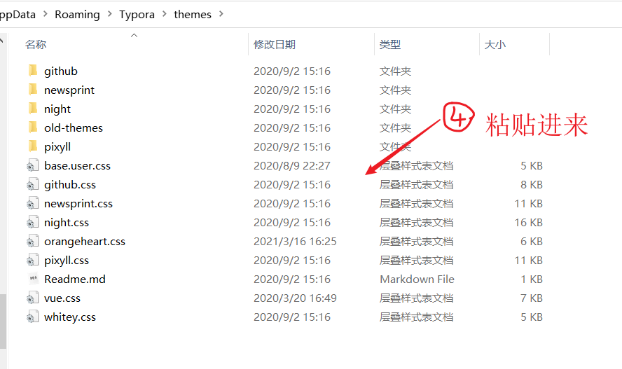 ppData > Roaming > Typora > themes >
名称 修改日期 类型 大小
github 2020/9/2 15:16 文件夹
newsprint 2020/9/2 15:16 文件夹
night 2020/9/2 15:16 文件夹
old-themes 2020/9/2 15:16 文件夹
pixyll 2020/9/2 15:16 文件夹
④ 粘贴进来
base.user.css 2020/8/9 22:27 层叠样式表文档 5 KB
github.css 2020/9/2 15:16 层叠样式表文档 8 KB
newsprint.css 2020/9/2 15:16 层叠样式表文档 11 KB
night.css 2020/9/2 15:16 层叠样式表文档 16 KB
orangeheart.css 2021/3/16 16:25 层叠样式表文档 6 KB
pixyll.css 2020/9/2 15:16 层叠样式表文档 11 KB
Readme.md 2020/9/2 15:16 Markdown File 1 KB
vue.css 2020/3/20 16:49 层叠样式表文档 7 KB
whitey.css 2020/9/2 15:16 层叠样式表文档 5 KB